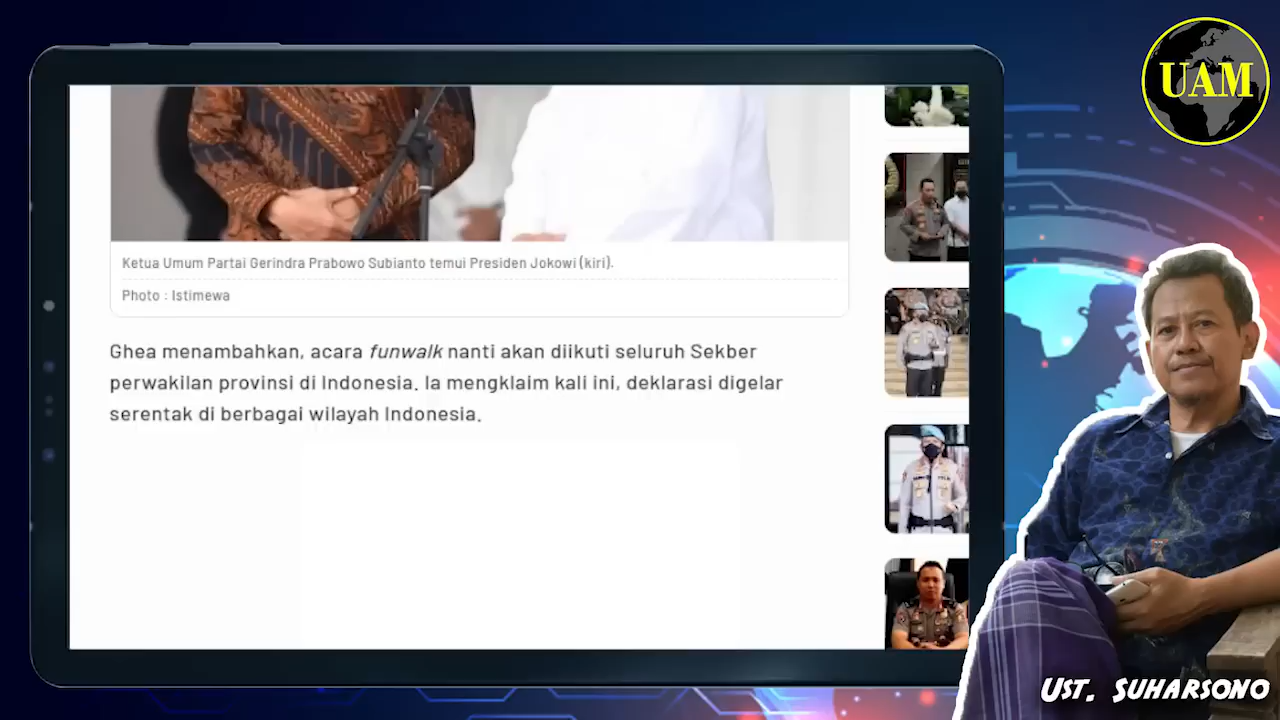 UAM
Ketua Umum Partai Gerindra Prabowo Subianto temui Presiden Jokowi (kiri).
Photo : Istimewa
Ghea menambahkan, acara funwalk nanti akan diikuti seluruh Sekber
perwakilan provinsi di Indonesia. Ia mengklaim kali ini, deklarasi digelar
serentak di berbagai wilayah Indonesia.
UST. SUHARSONO